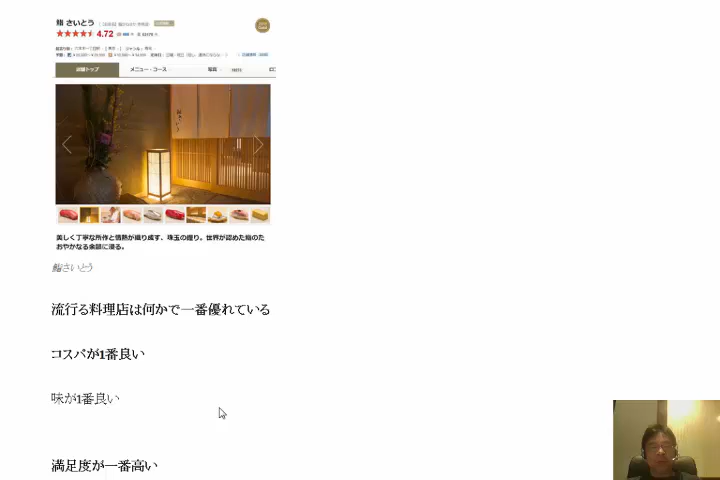 鮨 さいとう
4.72
店舗トップ
メニュー・コース
写真
美しく丁寧な所作と情熱が織り成す、珠玉の握り。世界が認めた鮨のた
おやかなる余韻に浸る。
鮨さいとう
流行る料理店は何かで一番優れている
コスパが1番良い
味が1番良い
満足度が一番高い